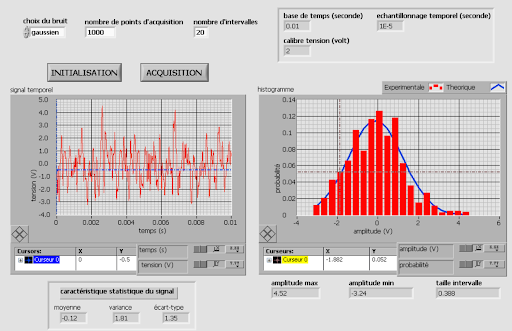 choix du bruit
gaussien
nombre de points d'acquisition
1000
nombre d'intervalles
20
base de temps (seconde)
0.01
echantillonnage temporel (seconde)
1E-5
calibre tension (volt)
2
INITIALISATION
ACQUISITION
signal temporel
5.0
4.0
3.0
2.0
1.0
0.0
-1.0
-2.0
-3.0
-4.0
tension (V)
0
0.002
0.004
0.006
0.008
0.01
temps (s)
Curseurs:
X
Y
Curseur 0
0
-0.5
temps (s)
tension (V)
caractéristique statistique du signal
moyenne
variance
écart-type
-0.12
1.81
1.35
histogramme
Experimentale
Theorique
0.14
0.12
0.1
0.08
0.06
0.04
0.02
0
probabilité
-6
-4
-2
0
2
4
6
amplitude (V)
Curseurs:
X
Y
Curseur 0
-1.882
0.052
amplitude (V)
probabilité
amplitude max
4.52
amplitude min
-3.24
taille intervalle
0.388